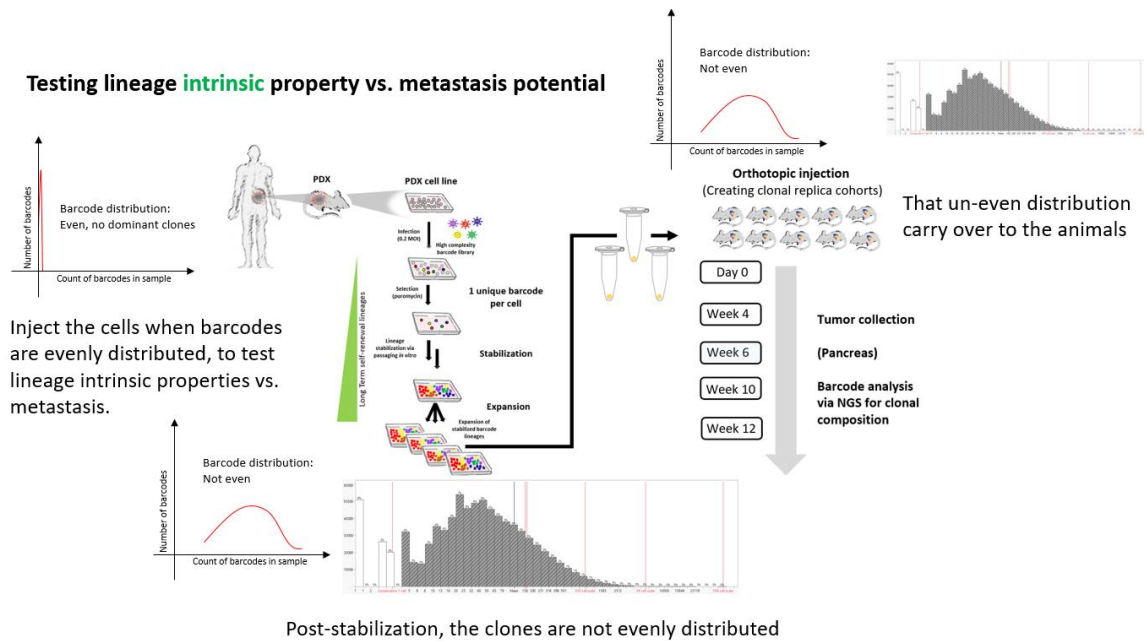 Testing lineage intrinsic property vs. metastasis potential
Number of barcodes
Barcode distribution:
Even, no dominant clones
Count of barcodes in sample
Inject the cells when barcodes
are evenly distributed, to test
lineage intrinsic properties vs.
metastasis.
PDX
PDX cell line
Infection
(0.2 MOI)
High complexity
barcode library
Selection
(puromycin)
1 unique barcode
per cell
Lineage
stabilization via
passaging in vitro
Stabilization
Expansion
Expansion of
stabilized barcode
lineages
Long Term self-renewal lineages
Number of barcodes
Barcode distribution:
Not even
Count of barcodes in sample
Orthotopic injection
(Creating clonal replica cohorts)
Day 0
Week 4
Week 6
Week 10
Week 12
Tumor collection
(Pancreas)
Barcode analysis
via NGS for clonal
composition
That un-even distribution
carry over to the animals
Number of barcodes
Barcode distribution:
Not even
Count of barcodes in sample
Post-stabilization, the clones are not evenly distributed